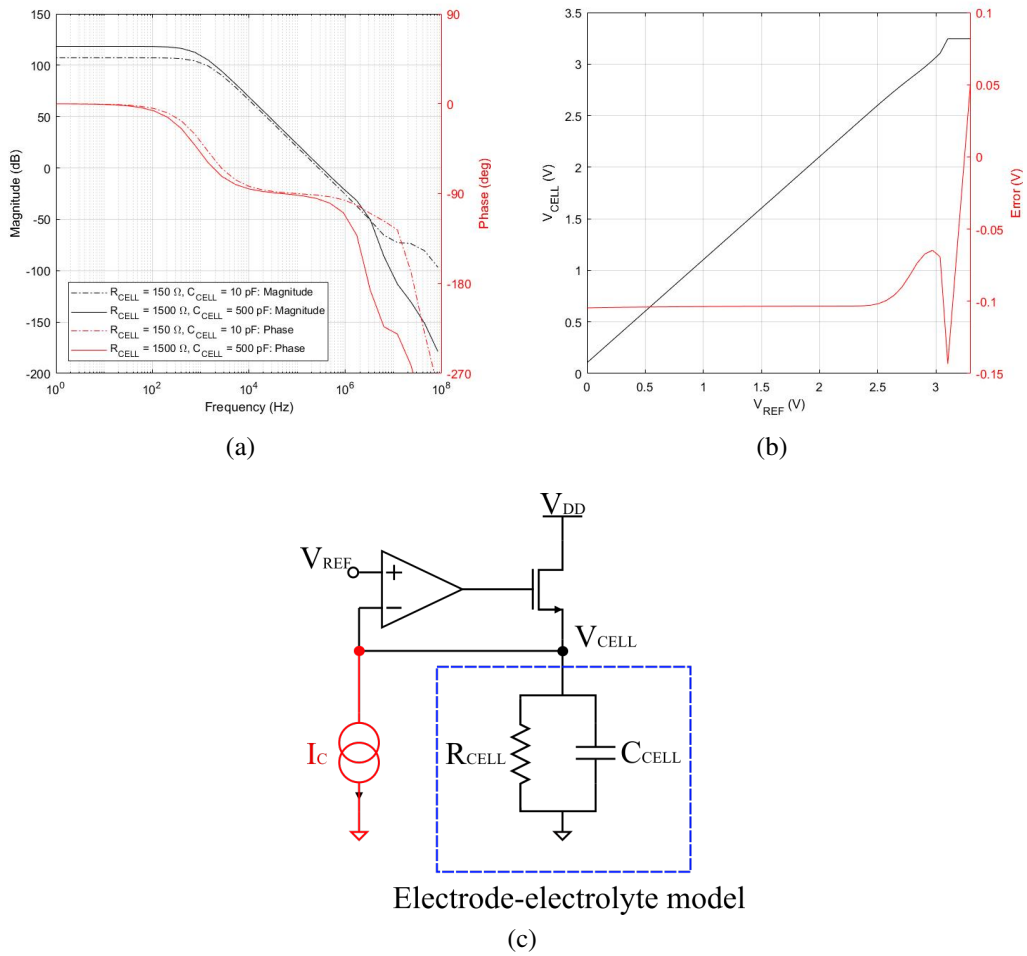 150
100
50
0
-50
-100
-150
-200
Magnitude (dB)
90
0
-90
-180
-270
Phase (deg)
R_CELL = 150 Ω, C_CELL = 10 pF: Magnitude
R_CELL = 1500 Ω, C_CELL = 500 pF: Magnitude
R_CELL = 150 Ω, C_CELL = 10 pF: Phase
R_CELL = 1500 Ω, C_CELL = 500 pF: Phase
10^0 10^2 10^4 10^6 10^8
Frequency (Hz)
(a)
3.5
3
2.5
2
1.5
1
0.5
0
V_CELL (V)
0.1
0.05
0
-0.05
-0.1
-0.15
Error (V)
0 0.5 1 1.5 2 2.5 3
V_REF (V)
(b)
V_DD
V_REF
+
−
V_CELL
I_C
R_CELL
C_CELL
Electrode-electrolyte model
(c)